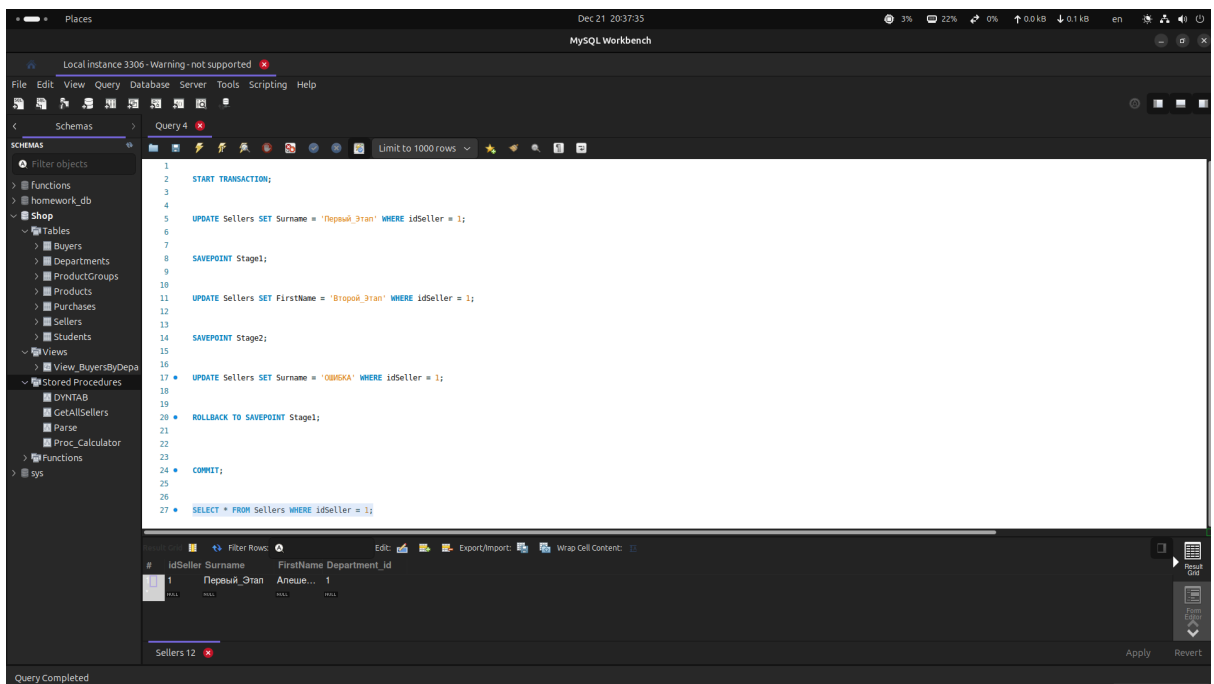 Places
Dec 21 20:37:35
3% 22% 0% 0.0 kB 0.1 kB en
MySQL Workbench
Local instance 3306 - Warning - not supported
File Edit View Query Database Server Tools Scripting Help
Schemas
Query 4
SCHEMAS
Limit to 1000 rows
Filter objects
functions
homework_db
Shop
Tables
Buyers
Departments
ProductGroups
Products
Purchases
Sellers
Students
Views
View_BuyersByDepa
Stored Procedures
DYNTAB
GetAllSellers
Parse
Proc_Calculator
Functions
sys
1
2 START TRANSACTION;
3
4
5 UPDATE Sellers SET Surname = 'Первый_Этап' WHERE idSeller = 1;
6
7
8 SAVEPOINT Stage1;
9
10
11 UPDATE Sellers SET FirstName = 'Второй_Этап' WHERE idSeller = 1;
12
13
14 SAVEPOINT Stage2;
15
16
17 UPDATE Sellers SET Surname = 'ОШИБКА' WHERE idSeller = 1;
18
19
20 ROLLBACK TO SAVEPOINT Stage1;
21
22
23
24 COMMIT;
25
26
27 SELECT * FROM Sellers WHERE idSeller = 1;
Result Grid Filter Rows: Edit: Export/Import: Wrap Cell Content:
# idSeller Surname FirstName Department_id
1 Первый_Этап Алеше... 1
NULL NULL NULL NULL
Result Grid
Form Editor
Sellers 12
Apply Revert
Query Completed